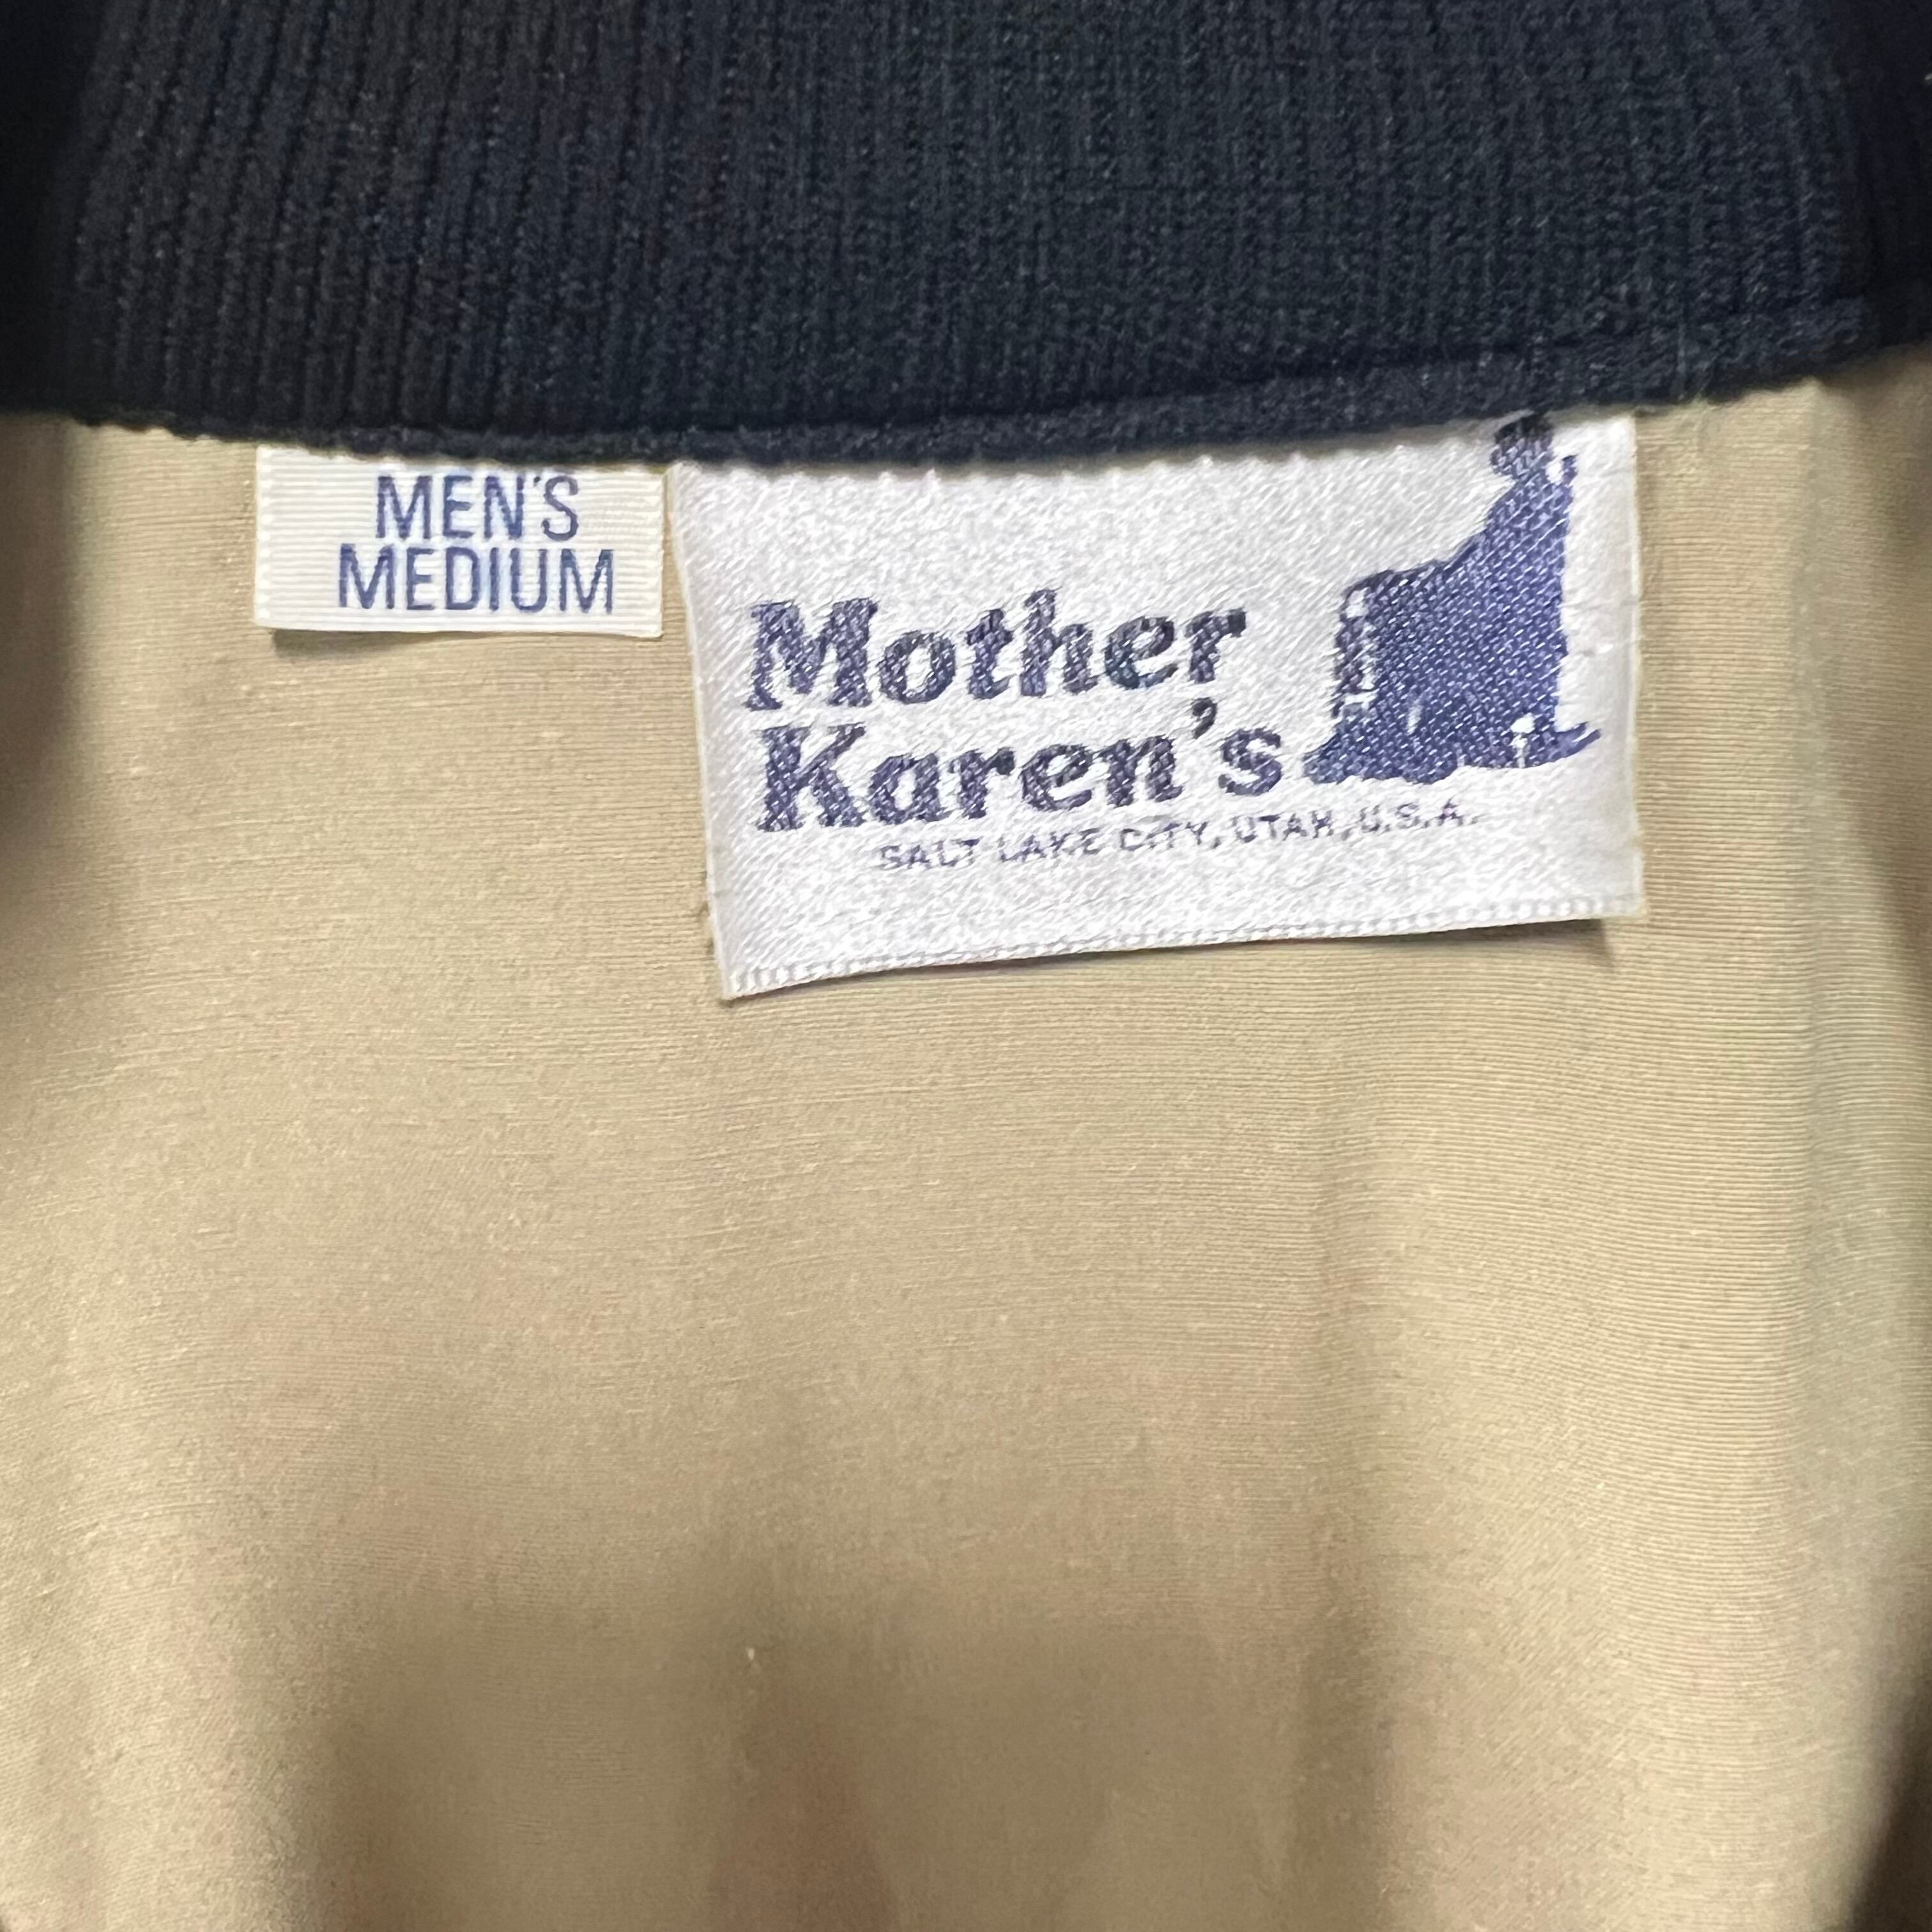 MEN'S
MEDIUM
Mother
Karen's
SALT LAKE CITY, UTAH, U.S.A.